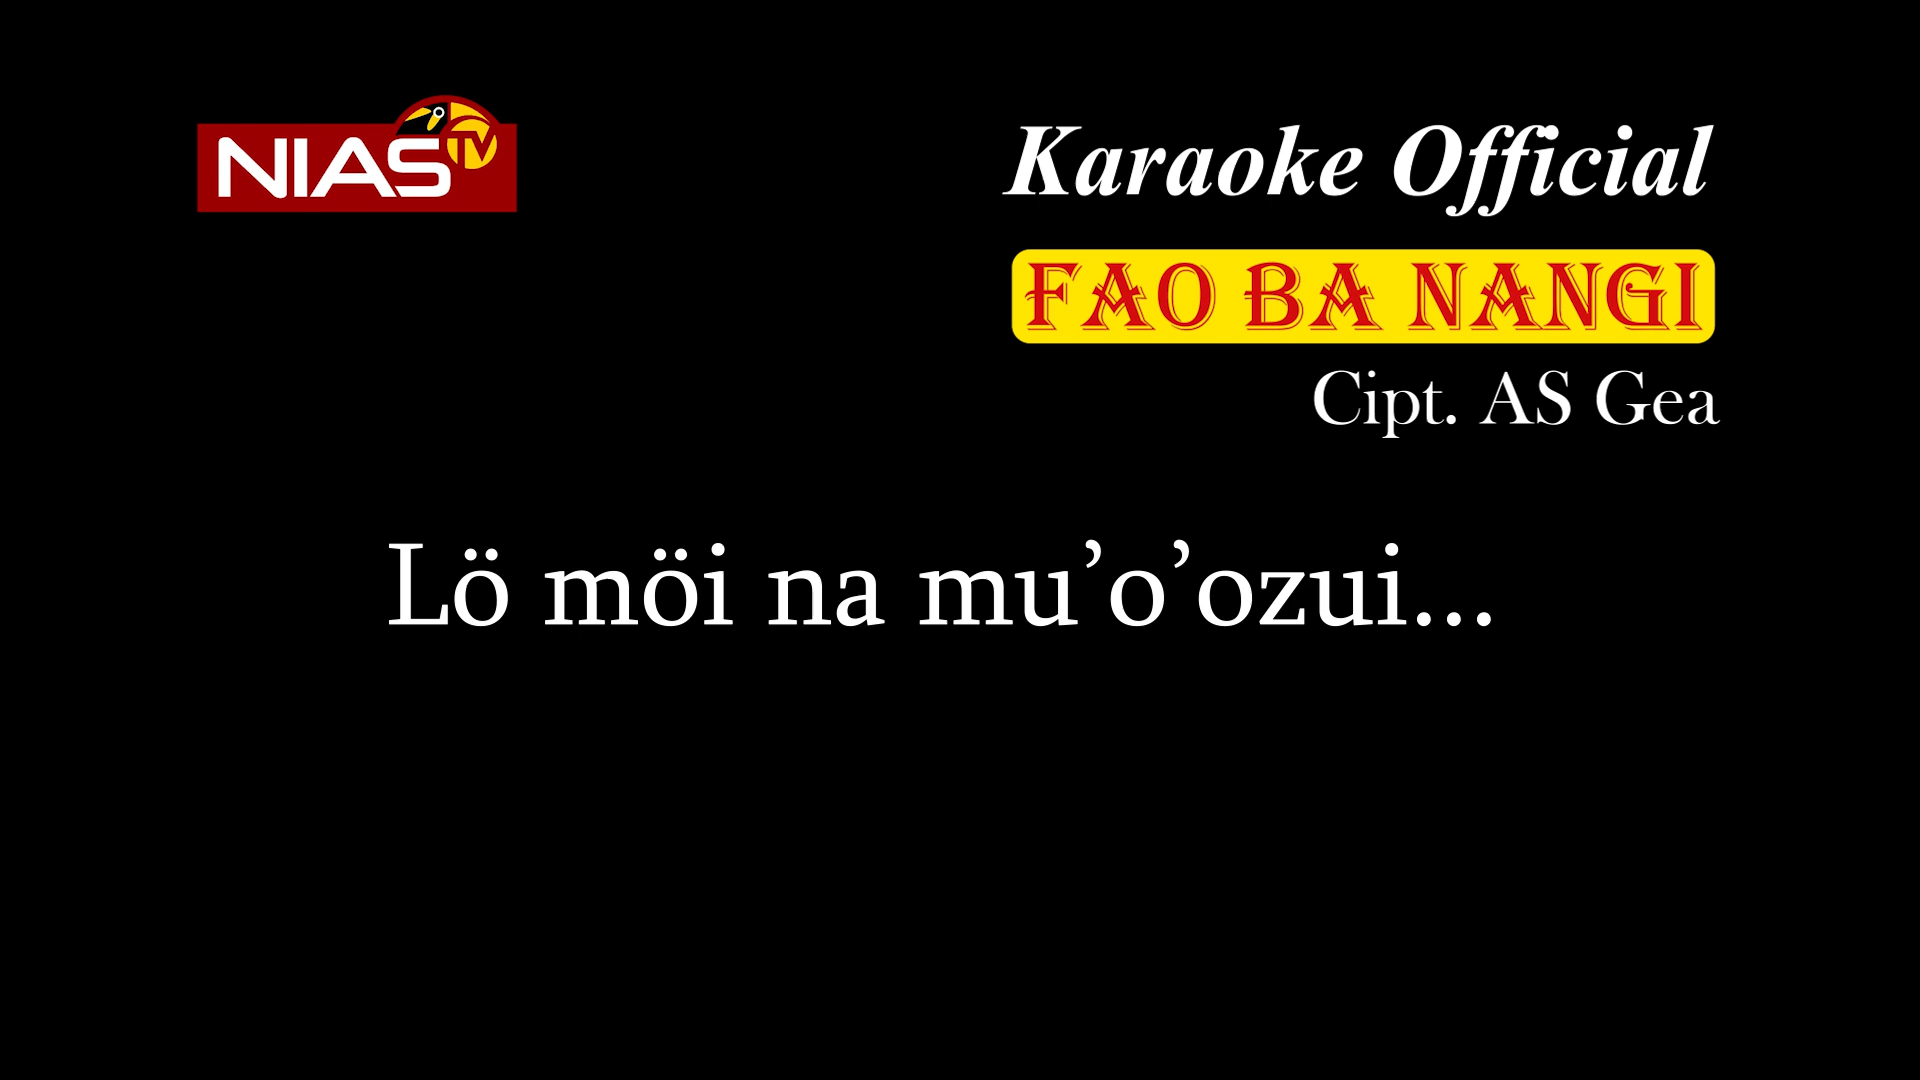 NIAS TV
Karaoke Official
FAO BA NANGI
Cipt. AS Gea
Lö möi na mu’o’ozui...